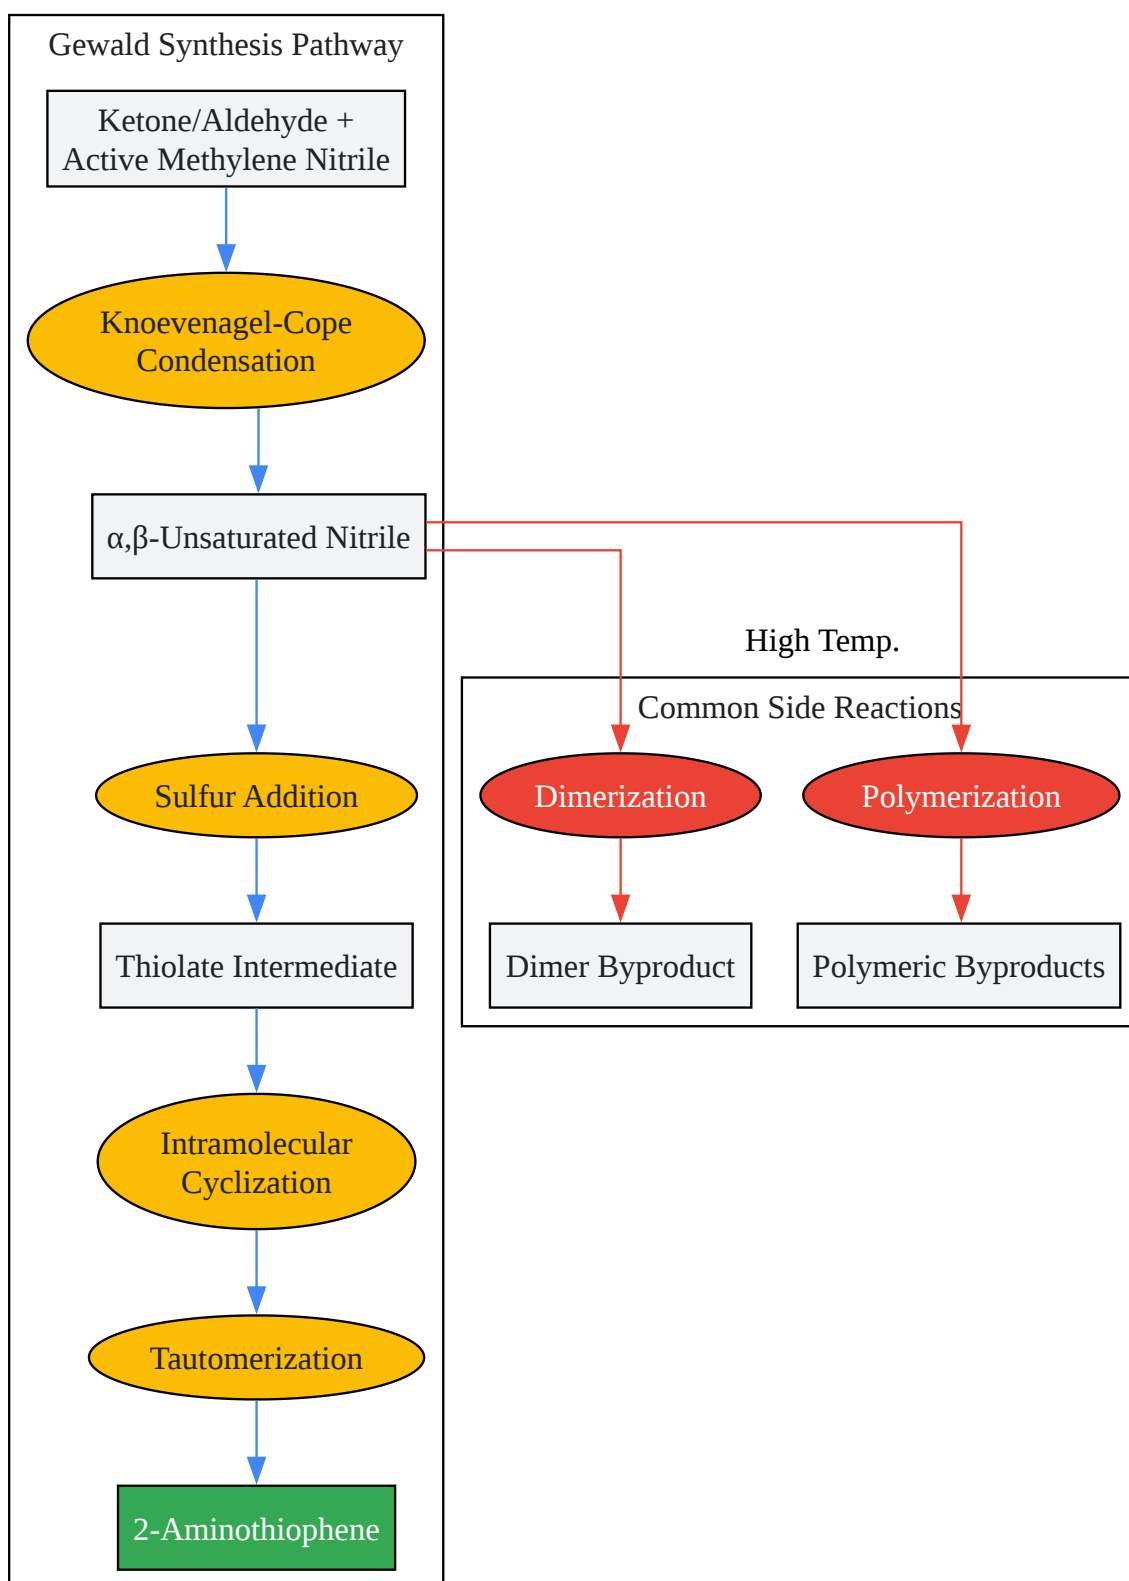 Gewald Synthesis Pathway
Ketone/Aldehyde +
Active Methylene Nitrile
Knoevenagel-Cope
Condensation
α,β-Unsaturated Nitrile
High Temp.
Common Side Reactions
Sulfur Addition
Dimerization
Polymerization
Thiolate Intermediate
Dimer Byproduct
Polymeric Byproducts
Intramolecular
Cyclization
Tautomerization
2-Aminothiophene